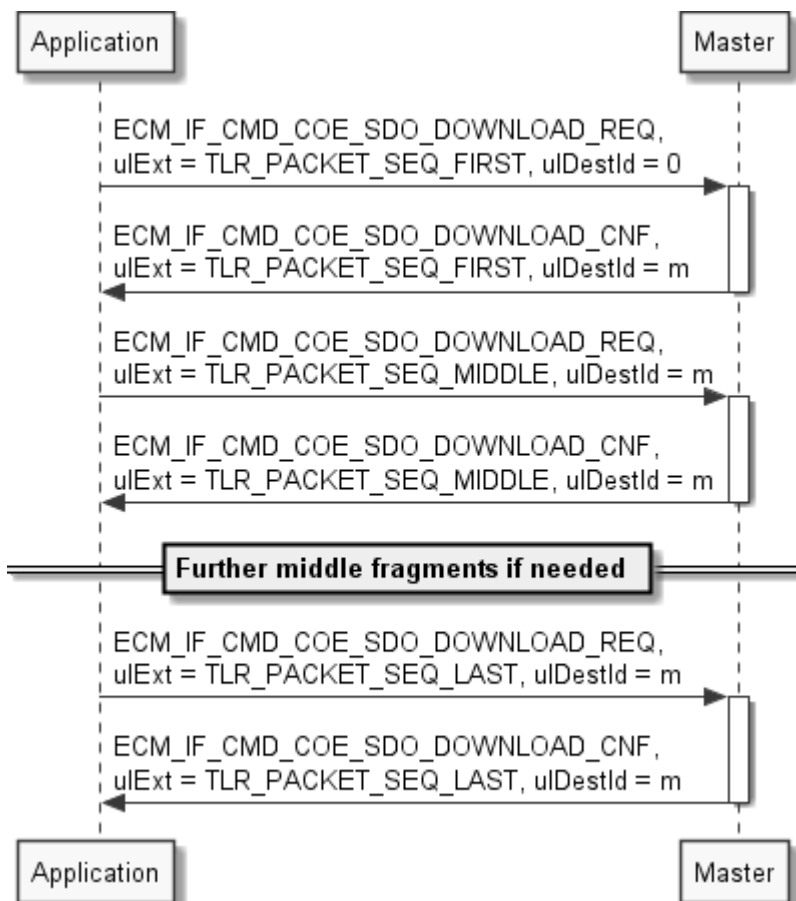 Application
Master
ECM_IF_CMD_COE_SDO_DOWNLOAD_REQ,
ulExt = TLR_PACKET_SEQ_FIRST, ulDestId = 0
ECM_IF_CMD_COE_SDO_DOWNLOAD_CNF,
ulExt = TLR_PACKET_SEQ_FIRST, ulDestId = m
ECM_IF_CMD_COE_SDO_DOWNLOAD_REQ,
ulExt = TLR_PACKET_SEQ_MIDDLE, ulDestId = m
ECM_IF_CMD_COE_SDO_DOWNLOAD_CNF,
ulExt = TLR_PACKET_SEQ_MIDDLE, ulDestId = m
Further middle fragments if needed
ECM_IF_CMD_COE_SDO_DOWNLOAD_REQ,
ulExt = TLR_PACKET_SEQ_LAST, ulDestId = m
ECM_IF_CMD_COE_SDO_DOWNLOAD_CNF,
ulExt = TLR_PACKET_SEQ_LAST, ulDestId = m
Application
Master